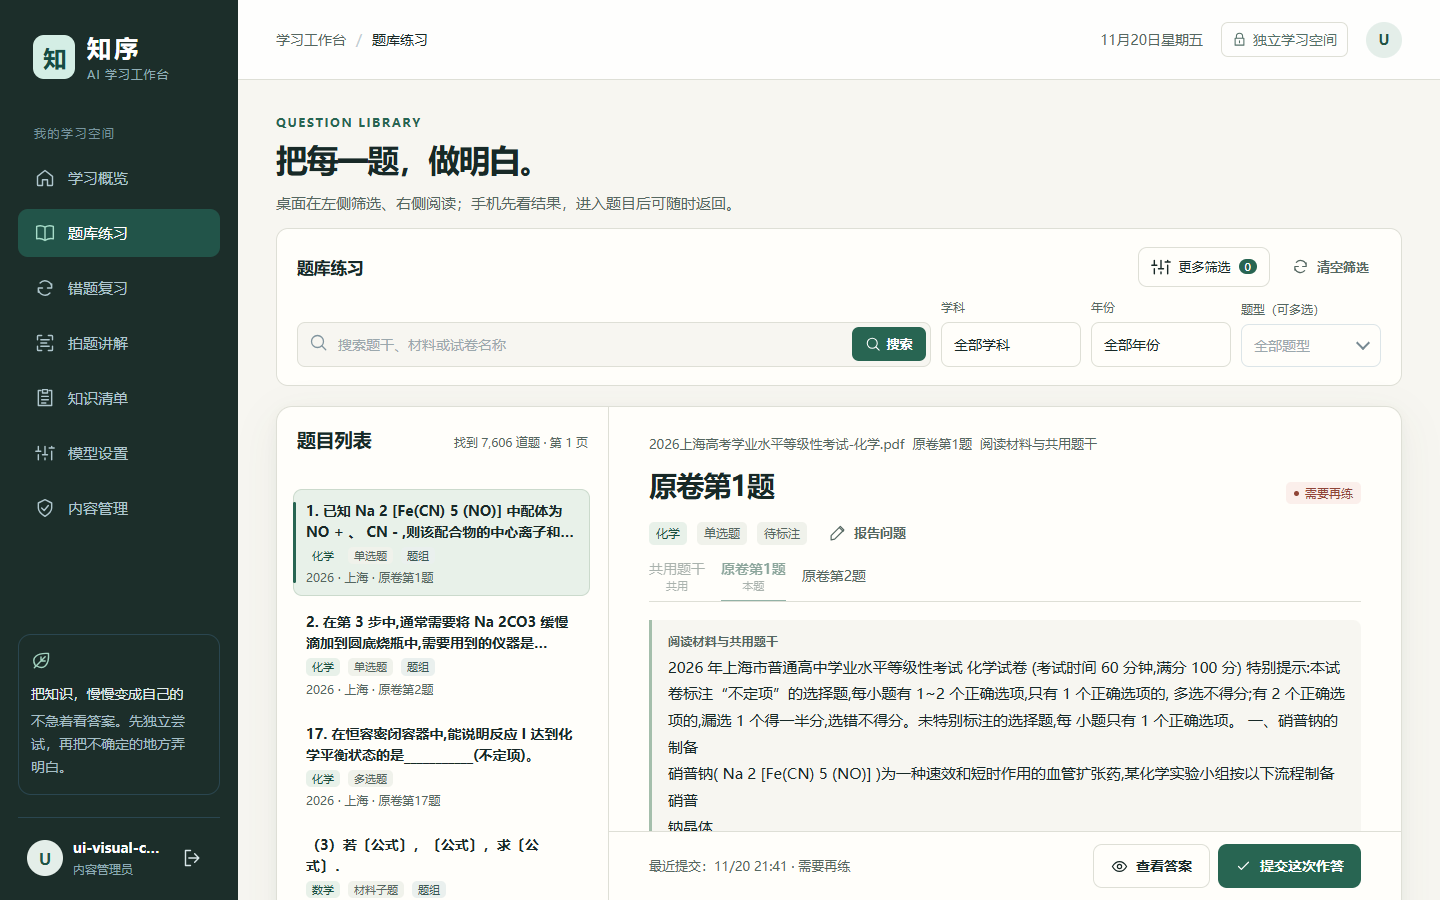 知
知序
AI 学习工作台
我的学习空间
学习概览
题库练习
错题复习
拍题讲解
知识清单
模型设置
内容管理
把知识，慢慢变成自己的
不急着看答案。先独立尝
试，再把不确定的地方弄
明白。
U
ui-visual-c...
内容管理员
学习工作台 / 题库练习
11月20日星期五
独立学习空间
U
QUESTION LIBRARY
把每一题，做明白。
桌面在左侧筛选、右侧阅读；手机先看结果，进入题目后可随时返回。
题库练习
更多筛选 0
清空筛选
搜索题干、材料或试卷名称
搜索
学科
全部学科
年份
全部年份
题型（可多选）
全部题型
题目列表
找到 7,606 道题 · 第 1 页
1. 已知 Na 2 [Fe(CN) 5 (NO)] 中配体为
NO + 、 CN - ,则该配合物的中心离子和...
化学 单选题 题组
2026 · 上海 · 原卷第1题
2. 在第 3 步中,通常需要将 Na 2CO3 缓慢
滴加到圆底烧瓶中,需要用到的仪器是...
化学 单选题 题组
2026 · 上海 · 原卷第2题
17. 在恒容密闭容器中,能说明反应 I 达到化
学平衡状态的是__________(不定项)。
化学 多选题
2026 · 上海 · 原卷第17题
（3）若〔公式〕，〔公式〕，求〔公
式〕.
数学 材料子题 题组
2026上海高考学业水平等级性考试-化学.pdf 原卷第1题 阅读材料与共用题干
原卷第1题
需要再练
化学 单选题 待标注 报告问题
共用题干
共用
原卷第1题
本题
原卷第2题
阅读材料与共用题干
2026 年上海市普通高中学业水平等级性考试 化学试卷 (考试时间 60 分钟,满分 100 分) 特别提示:本试
卷标注“不定项”的选择题,每小题有 1~2 个正确选项,只有 1 个正确选项的, 多选不得分;有 2 个正确选
项的,漏选 1 个得一半分,选错不得分。未特别标注的选择题,每 小题只有 1 个正确选项。 一、硝普钠的
制备
硝普钠( Na 2 [Fe(CN) 5 (NO)] )为一种速效和短时作用的血管扩张药,某化学实验小组按以下流程制备
硝普
钠晶体
最近提交：11/20 21:41 · 需要再练
查看答案
提交这次作答